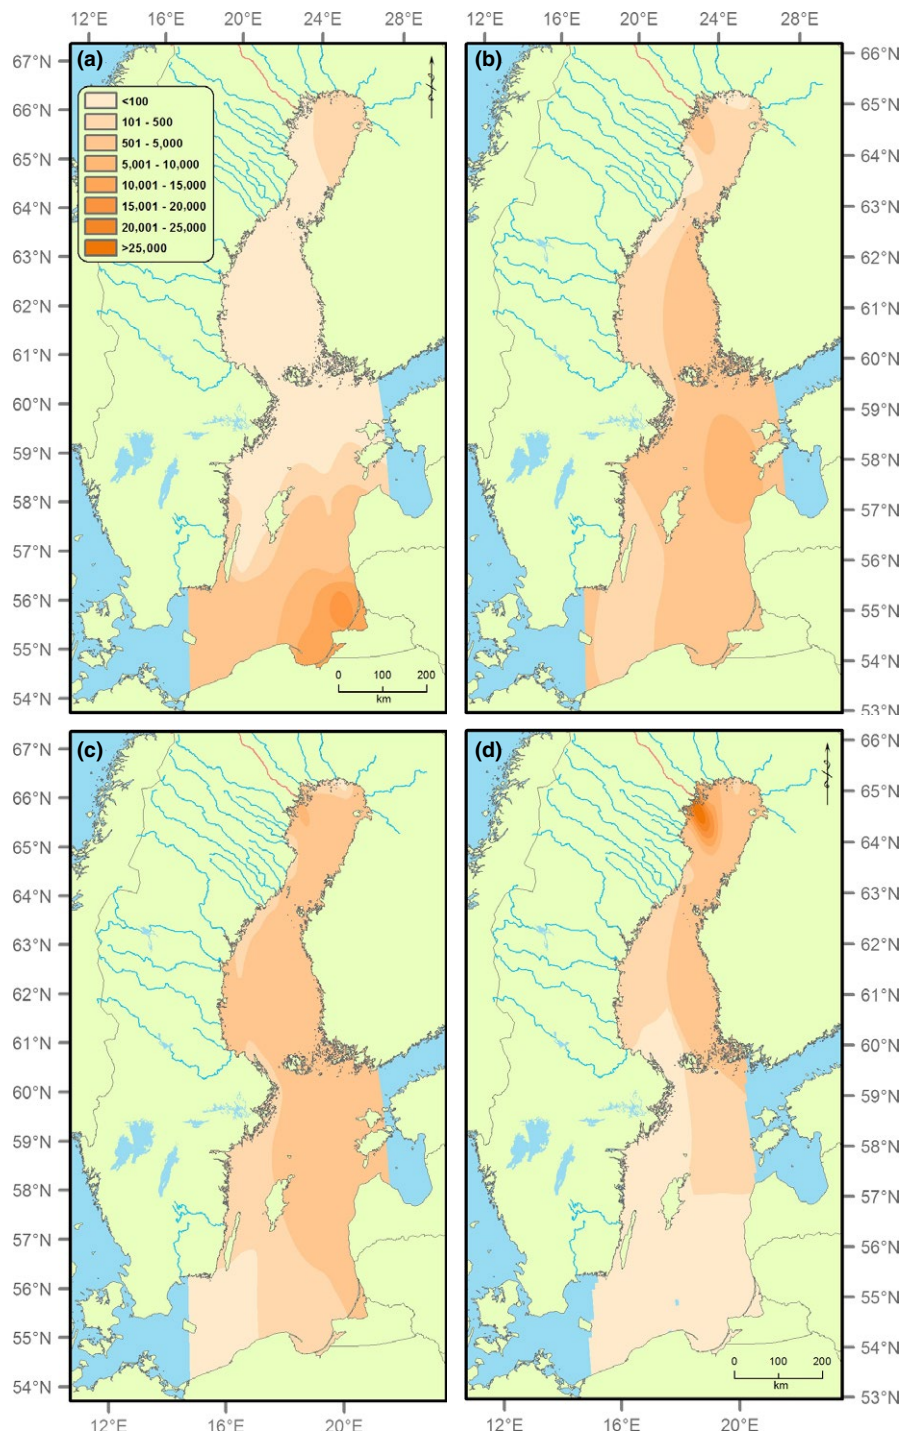 12°E 16°E 20°E 24°E 28°E
12°E 16°E 20°E 24°E 28°E
(a)
67°N
66°N
65°N
64°N
63°N
62°N
61°N
60°N
59°N
58°N
57°N
56°N
55°N
54°N
<100
101 - 500
501 - 5,000
5,001 - 10,000
10,001 - 15,000
15,001 - 20,000
20,001 - 25,000
>25,000
0 100 200
km
(b)
66°N
65°N
64°N
63°N
62°N
61°N
60°N
59°N
58°N
57°N
56°N
55°N
54°N
53°N
(c)
67°N
66°N
65°N
64°N
63°N
62°N
61°N
60°N
59°N
58°N
57°N
56°N
55°N
54°N
(d)
66°N
65°N
64°N
63°N
62°N
61°N
60°N
59°N
58°N
57°N
56°N
55°N
54°N
53°N
0 100 200
km
12°E 16°E 20°E
12°E 16°E 20°E